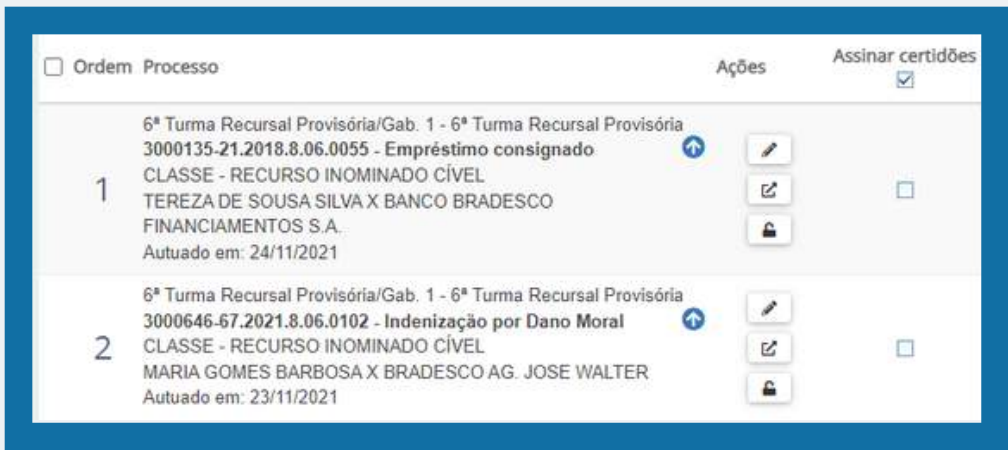 Ordem Processo Ações Assinar certidões
6ª Turma Recursal Provisória/Gab. 1 - 6ª Turma Recursal Provisória
3000135-21.2018.8.06.0055 - Empréstimo consignado
1 CLASSE - RECURSO INOMINADO CÍVEL
TEREZA DE SOUSA SILVA X BANCO BRADESCO
FINANCIAMENTOS S.A.
Autuado em: 24/11/2021
6ª Turma Recursal Provisória/Gab. 1 - 6ª Turma Recursal Provisória
3000646-67.2021.8.06.0102 - Indenização por Dano Moral
2 CLASSE - RECURSO INOMINADO CÍVEL
MARIA GOMES BARBOSA X BRADESCO AG. JOSE WALTER
Autuado em: 23/11/2021